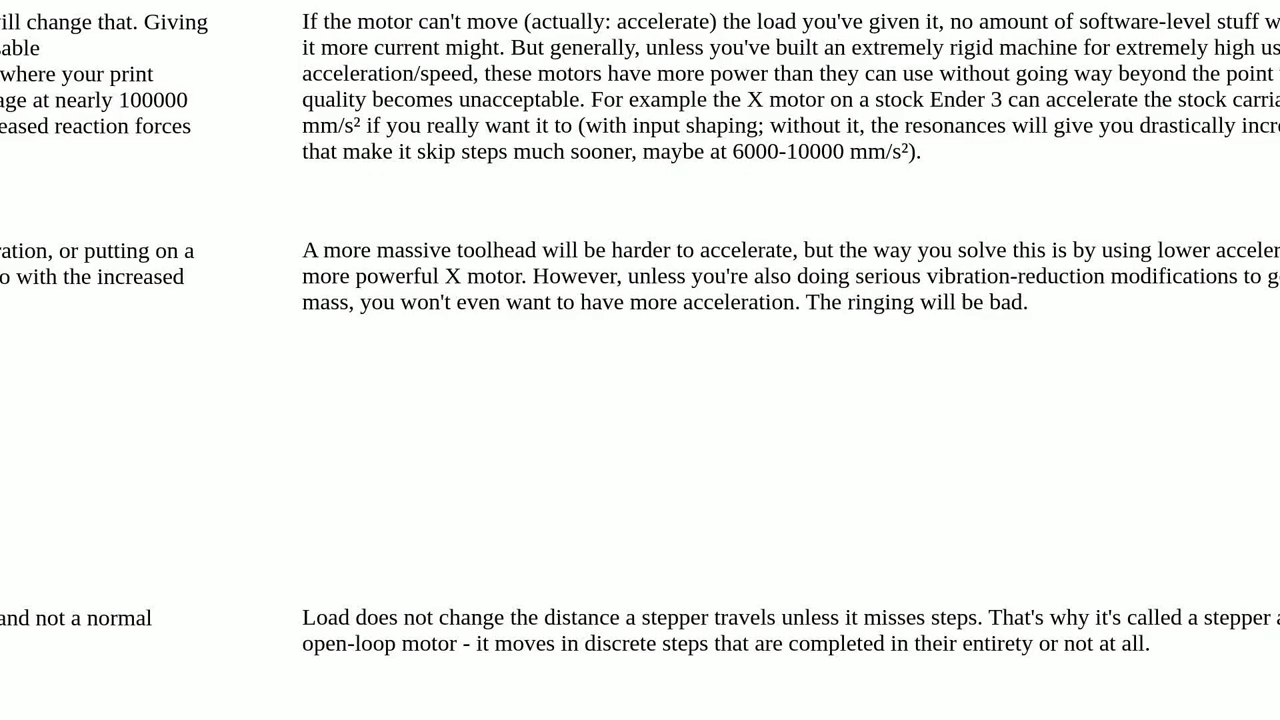 ill change that. Giving
sable
where your print
age at nearly 100000
eased reaction forces
If the motor can't move (actually: accelerate) the load you've given it, no amount of software-level stuff w
it more current might. But generally, unless you've built an extremely rigid machine for extremely high us
acceleration/speed, these motors have more power than they can use without going way beyond the point
quality becomes unacceptable. For example the X motor on a stock Ender 3 can accelerate the stock carria
mm/s² if you really want it to (with input shaping; without it, the resonances will give you drastically incre
that make it skip steps much sooner, maybe at 6000-10000 mm/s²).
ration, or putting on a
o with the increased
A more massive toolhead will be harder to accelerate, but the way you solve this is by using lower acceler
more powerful X motor. However, unless you're also doing serious vibration-reduction modifications to g
mass, you won't even want to have more acceleration. The ringing will be bad.
and not a normal
Load does not change the distance a stepper travels unless it misses steps. That's why it's called a stepper a
open-loop motor - it moves in discrete steps that are completed in their entirety or not at all.